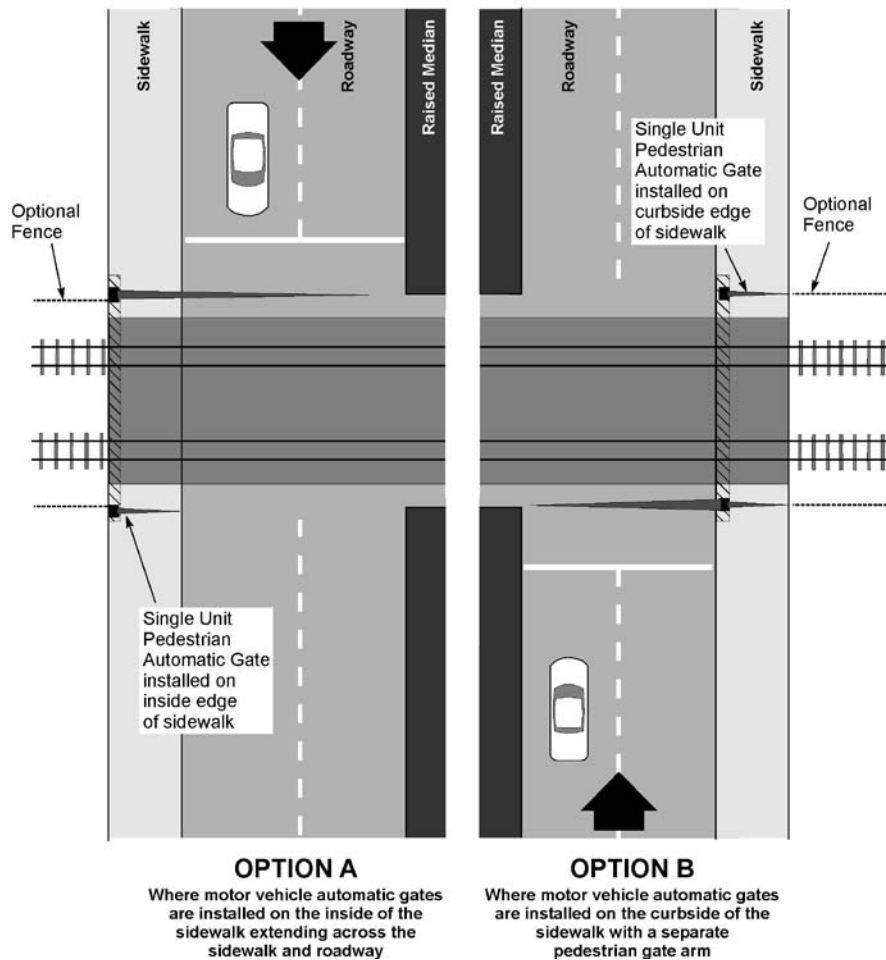 Sidewalk
Roadway
Raised Median
Raised Median
Roadway
Sidewalk
Single Unit
Pedestrian
Automatic Gate
installed on
curbside edge
of sidewalk
Optional
Fence
Optional
Fence
Single Unit
Pedestrian
Automatic Gate
installed on
inside edge
of sidewalk
OPTION A
Where motor vehicle automatic gates
are installed on the inside of the
sidewalk extending across the
sidewalk and roadway
OPTION B
Where motor vehicle automatic gates
are installed on the curbside of the
sidewalk with a separate
pedestrian gate arm